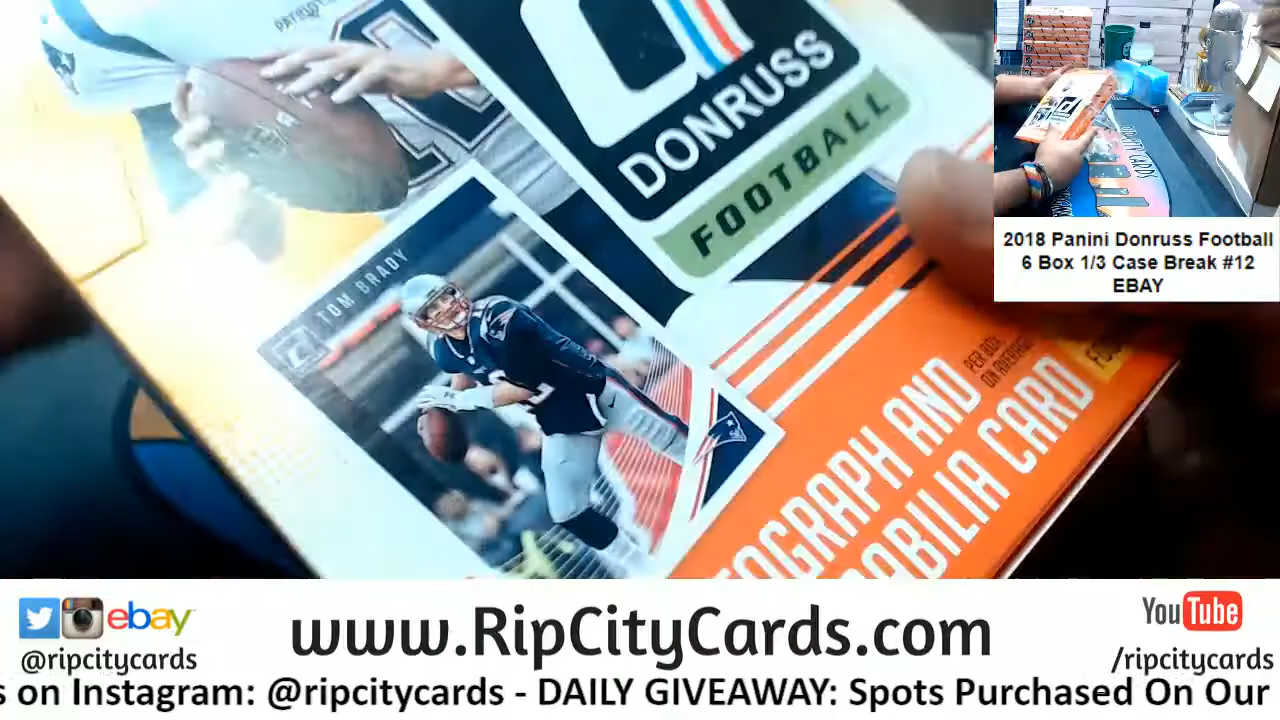 DONRUSS
FOOTBALL
TOM BRADY
PER BOX
ON AVERAGE
OGRAPH AND
ABILIA CARD
2018 Panini Donruss Football
6 Box 1/3 Case Break #12
EBAY
ebay
@ripcitycards
www.RipCityCards.com
YouTube
/ripcitycards
s on Instagram: @ripcitycards - DAILY GIVEAWAY: Spots Purchased On Our